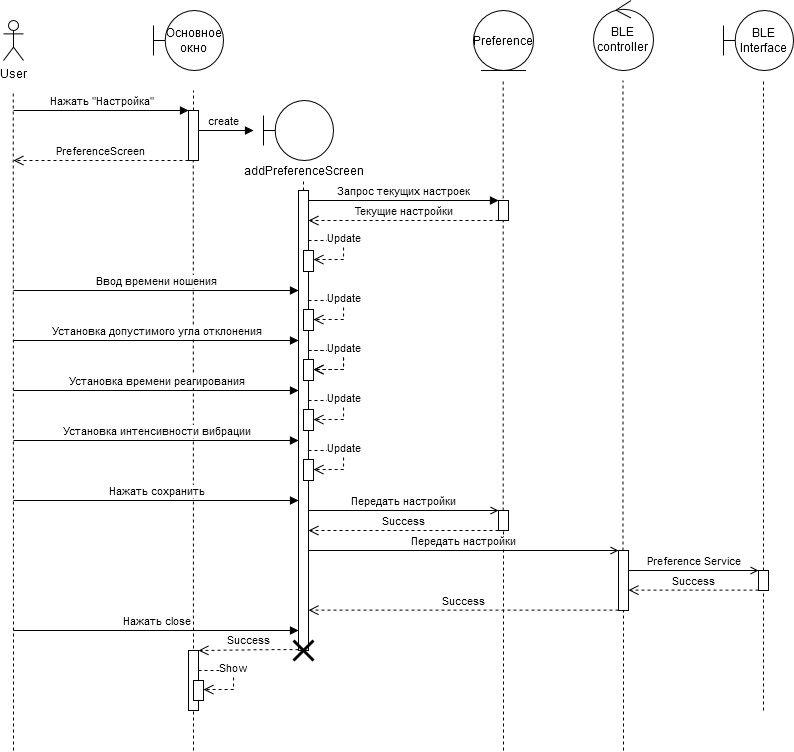 User
Основное
окно
Preference
BLE
controller
BLE
Interface
Нажать "Настройка"
create
PreferenceScreen
addPreferenceScreen
Запрос текущих настроек
Текущие настройки
Update
Ввод времени ношения
Update
Установка допустимого угла отклонения
Update
Установка времени реагирования
Update
Установка интенсивности вибрации
Update
Нажать сохранить
Передать настройки
Success
Передать настройки
Preference Service
Success
Success
Нажать close
Success
Show